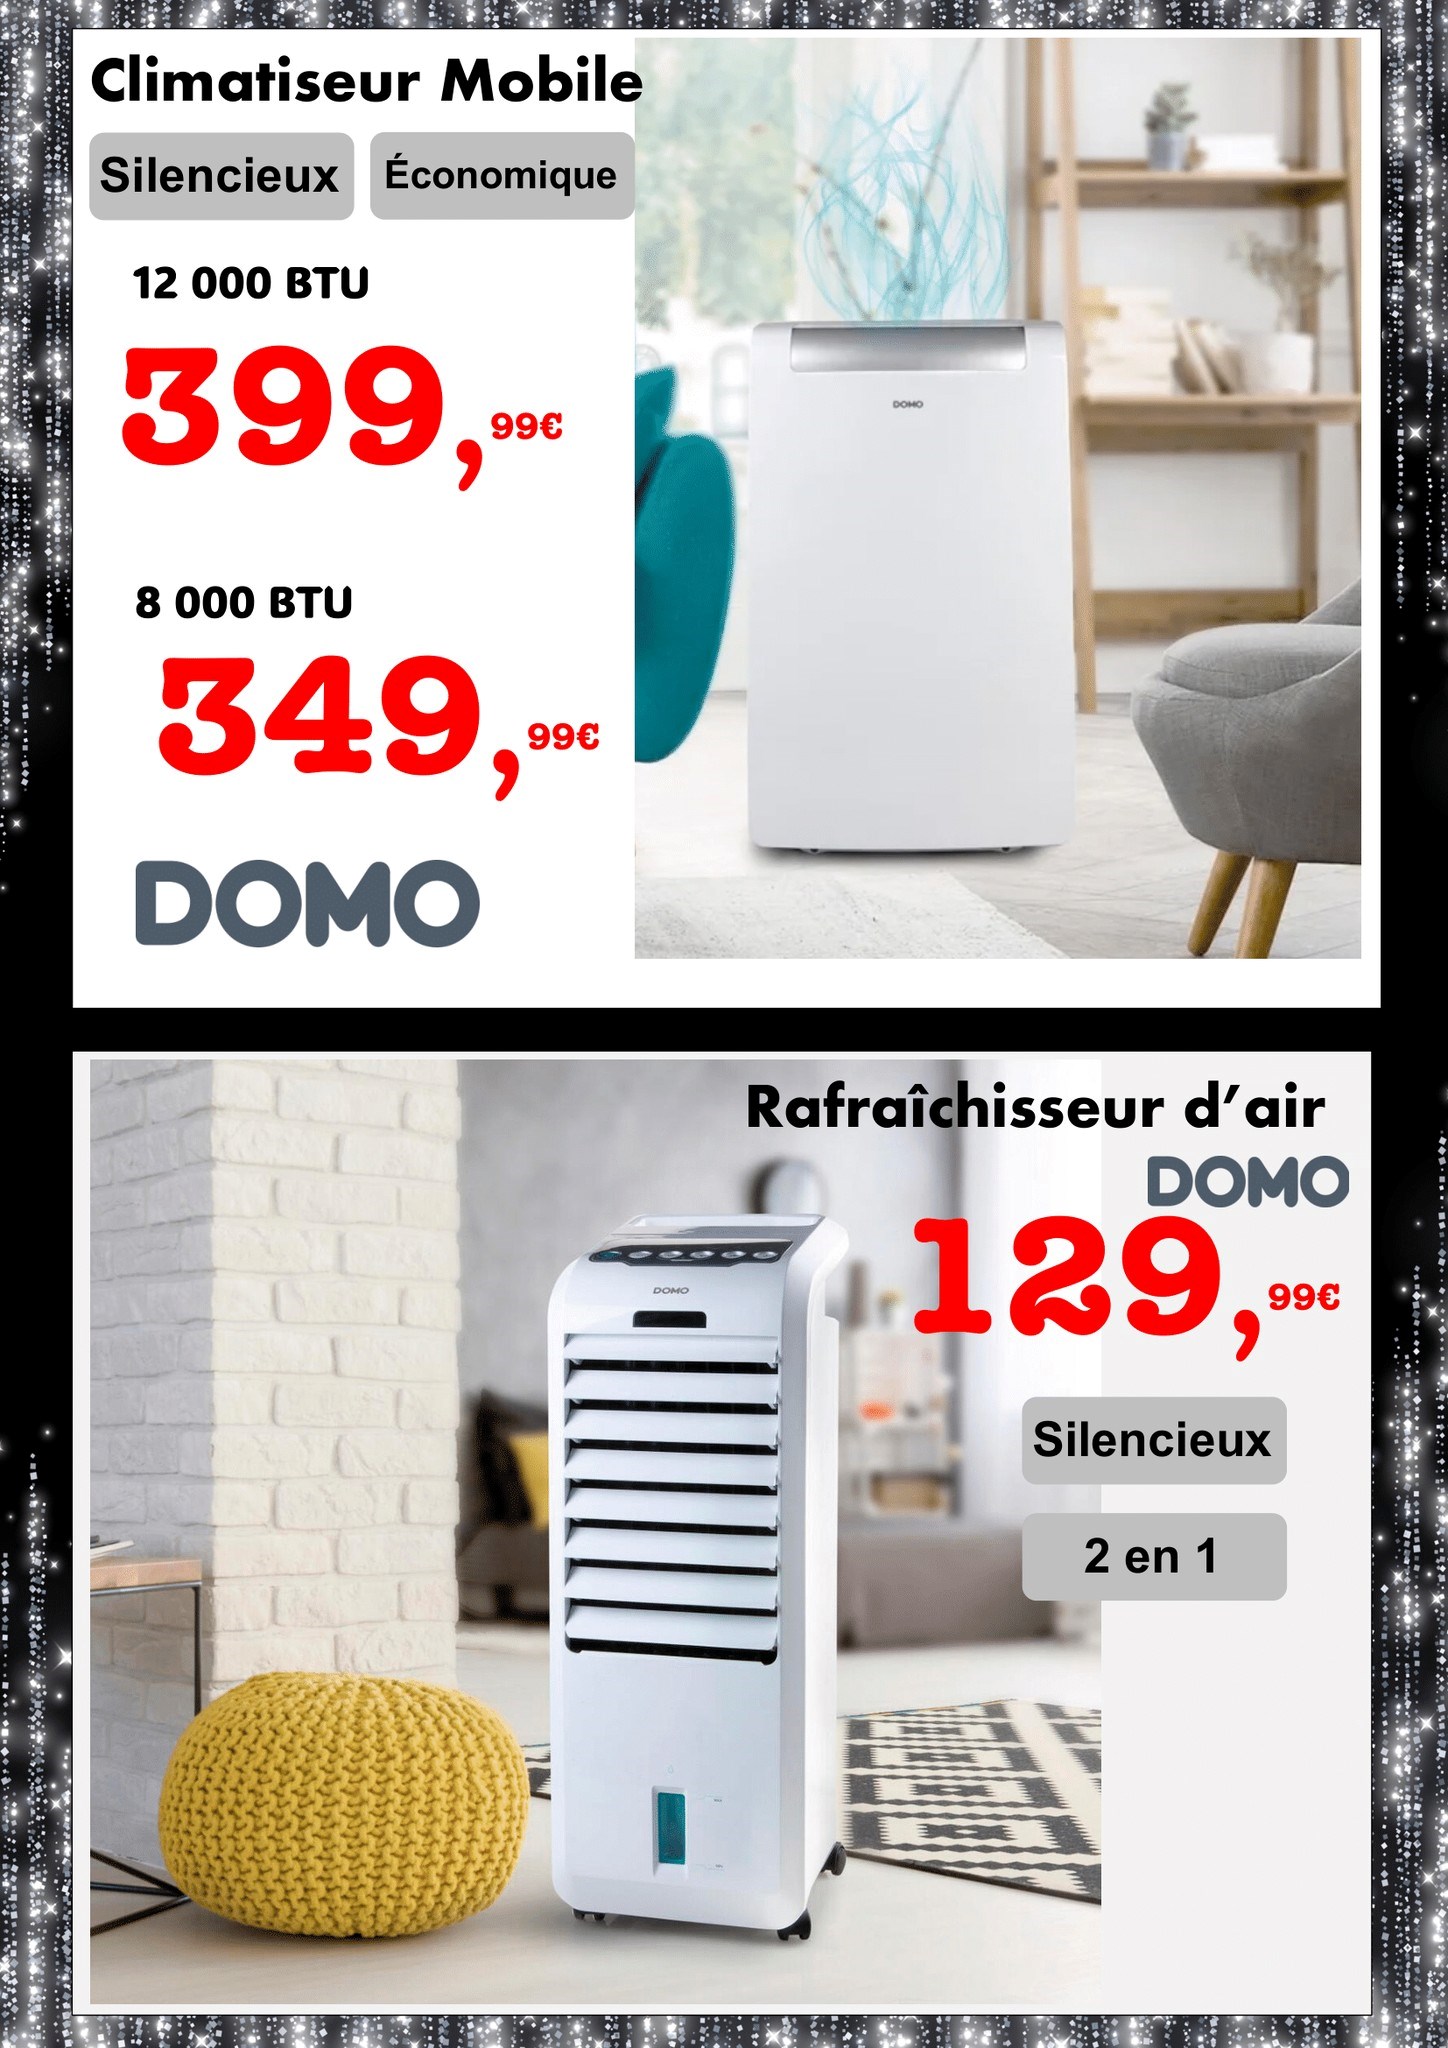 Climatiseur Mobile
Silencieux
Économique
12 000 BTU
399,99€
DOMO
8 000 BTU
349,99€
DOMO
Rafraîchisseur d’air
DOMO
129,99€
DOMO
Silencieux
2 en 1